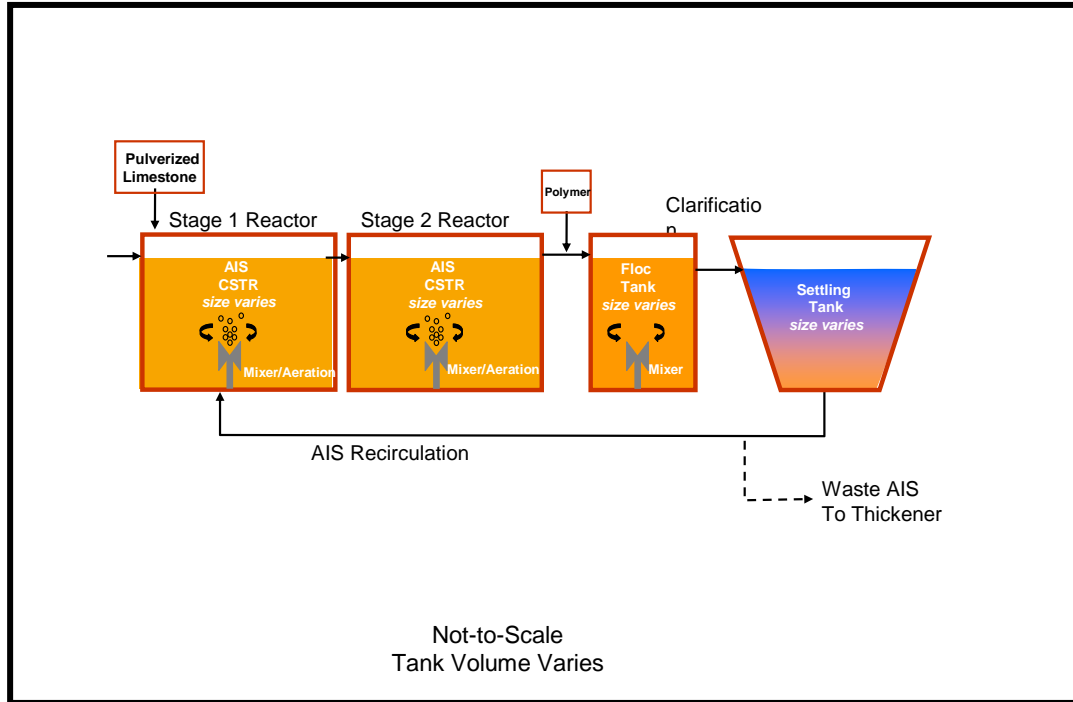 Pulverized
Limestone
Polymer
Clarificatio
n
Stage 1 Reactor
Stage 2 Reactor
AIS
CSTR
size varies
Mixer/Aeration
AIS
CSTR
size varies
Mixer/Aeration
Floc
Tank
size varies
Mixer
Settling
Tank
size varies
AIS Recirculation
Waste AIS
To Thickener
Not-to-Scale
Tank Volume Varies